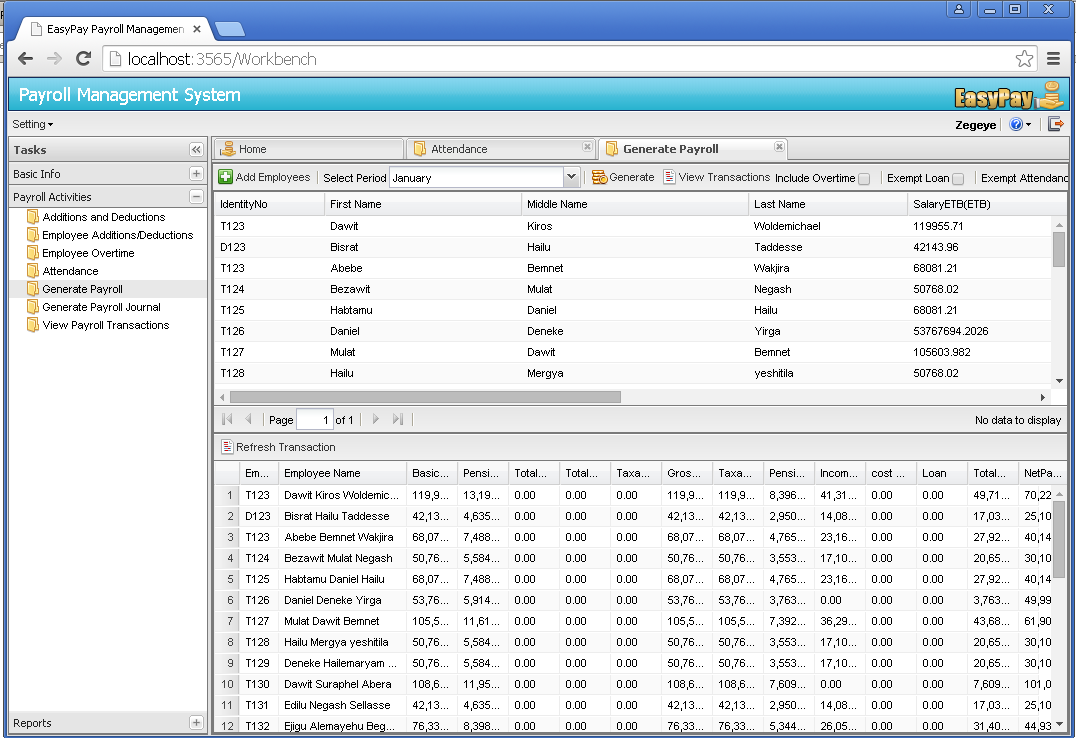 EasyPay Payroll Managemen
localhost:3565/Workbench
Payroll Management System EasyPay
Setting Zegeye
Tasks Home Attendance Generate Payroll
Basic Info Add Employees Select Period January Generate View Transactions Include Overtime Exempt Loan Exempt Attendanc
Payroll Activities
Additions and Deductions
Employee Additions/Deductions
Employee Overtime
Attendance
Generate Payroll
Generate Payroll Journal
View Payroll Transactions
Reports
IdentityNo First Name Middle Name Last Name SalaryETB(ETB)
T123 Dawit Kiros Woldemichael 119955.71
D123 Bisrat Hailu Taddesse 42143.96
T123 Abebe Bemnet Wakjira 68081.21
T124 Bezawit Mulat Negash 50768.02
T125 Habtamu Daniel Hailu 68081.21
T126 Daniel Deneke Yirga 53767694.2026
T127 Mulat Dawit Bemnet 105603.982
T128 Hailu Mergya yeshitila 50768.02
Page 1 of 1 No data to display
Refresh Transaction
Em... Employee Name Basic... Pensi... Total... Total... Taxa... Gros... Taxa... Pensi... Incom... cost ... Loan Total... NetPa...
1 T123 Dawit Kiros Woldemic... 119,9... 13,19... 0.00 0.00 0.00 119,9... 119,9... 8,396... 41,31... 0.00 0.00 49,71... 70,22
2 D123 Bisrat Hailu Taddesse 42,13... 4,635... 0.00 0.00 0.00 42,13... 42,13... 2,950... 14,08... 0.00 0.00 17,03... 25,10
3 T123 Abebe Bemnet Wakjira 68,07... 7,488... 0.00 0.00 0.00 68,07... 68,07... 4,765... 23,16... 0.00 0.00 27,92... 40,14
4 T124 Bezawit Mulat Negash 50,76... 5,584... 0.00 0.00 0.00 50,76... 50,76... 3,553... 17,10... 0.00 0.00 20,65... 30,10
5 T125 Habtamu Daniel Hailu 68,07... 7,488... 0.00 0.00 0.00 68,07... 68,07... 4,765... 23,16... 0.00 0.00 27,92... 40,14
6 T126 Daniel Deneke Yirga 53,76... 5,914... 0.00 0.00 0.00 53,76... 53,76... 3,763... 0.00 0.00 0.00 3,763... 49,99
7 T127 Mulat Dawit Bemnet 105,5... 11,61... 0.00 0.00 0.00 105,5... 105,5... 7,392... 36,29... 0.00 0.00 43,68... 61,90
8 T128 Hailu Mergya yeshitila 50,76... 5,584... 0.00 0.00 0.00 50,76... 50,76... 3,553... 17,10... 0.00 0.00 20,65... 30,10
9 T129 Deneke Hailemaryam ... 50,76... 5,584... 0.00 0.00 0.00 50,76... 50,76... 3,553... 17,10... 0.00 0.00 20,65... 30,10
10 T130 Dawit Suraphel Abera 108,6... 11,95... 0.00 0.00 0.00 108,6... 108,6... 7,609... 0.00 0.00 0.00 7,609... 101,0
11 T131 Edilu Negash Sellasse 42,13... 4,635... 0.00 0.00 0.00 42,13... 42,13... 2,950... 14,08... 0.00 0.00 17,03... 25,10
12 T132 Ejigu Alemayehu Beg... 76,33... 8,398... 0.00 0.00 0.00 76,33... 76,33... 5,344... 26,05... 0.00 0.00 31,40... 44,93